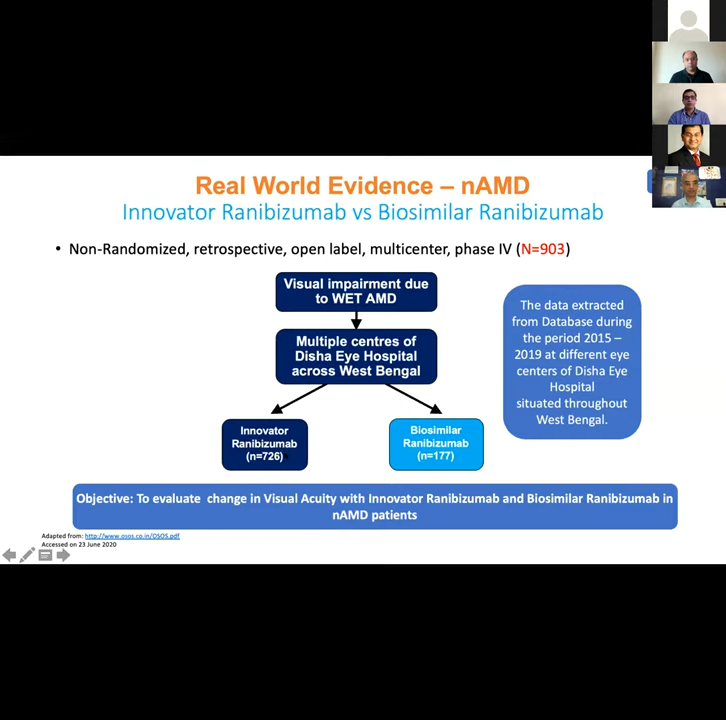 Real World Evidence – nAMD
Innovator Ranibizumab vs Biosimilar Ranibizumab
• Non-Randomized, retrospective, open label, multicenter, phase IV (N=903)
Visual impairment due
to WET AMD
Multiple centres of
Disha Eye Hospital
across West Bengal
Innovator
Ranibizumab
(n=726)
Biosimilar
Ranibizumab
(n=177)
The data extracted
from Database during
the period 2015 –
2019 at different eye
centers of Disha Eye
Hospital
situated throughout
West Bengal.
Objective: To evaluate change in Visual Acuity with Innovator Ranibizumab and Biosimilar Ranibizumab in
nAMD patients
Adapted from: http://www.osos.co.in/OSOS.pdf
Accessed on 23 June 2020